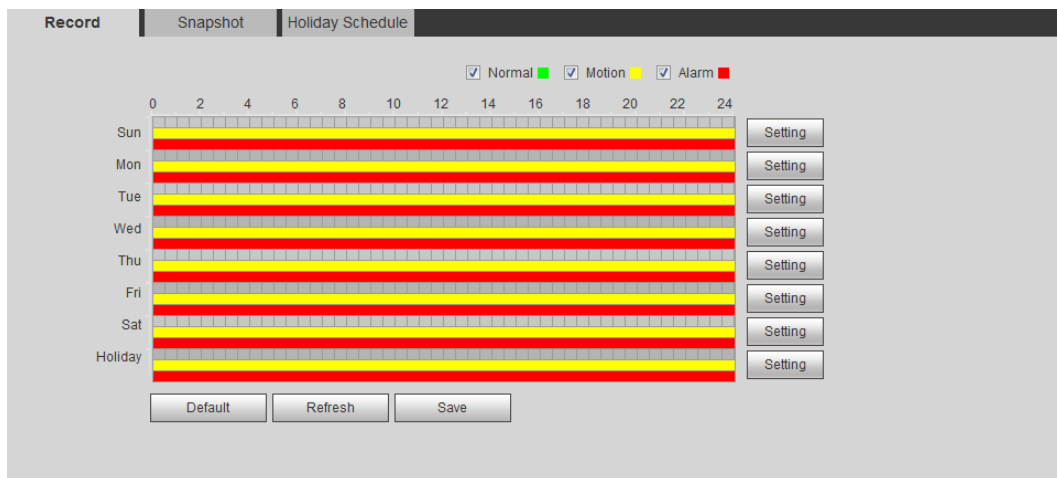 Record Snapshot Holiday Schedule
Normal Motion Alarm
0 2 4 6 8 10 12 14 16 18 20 22 24
Sun Setting
Mon Setting
Tue Setting
Wed Setting
Thu Setting
Fri Setting
Sat Setting
Holiday Setting
Default Refresh Save